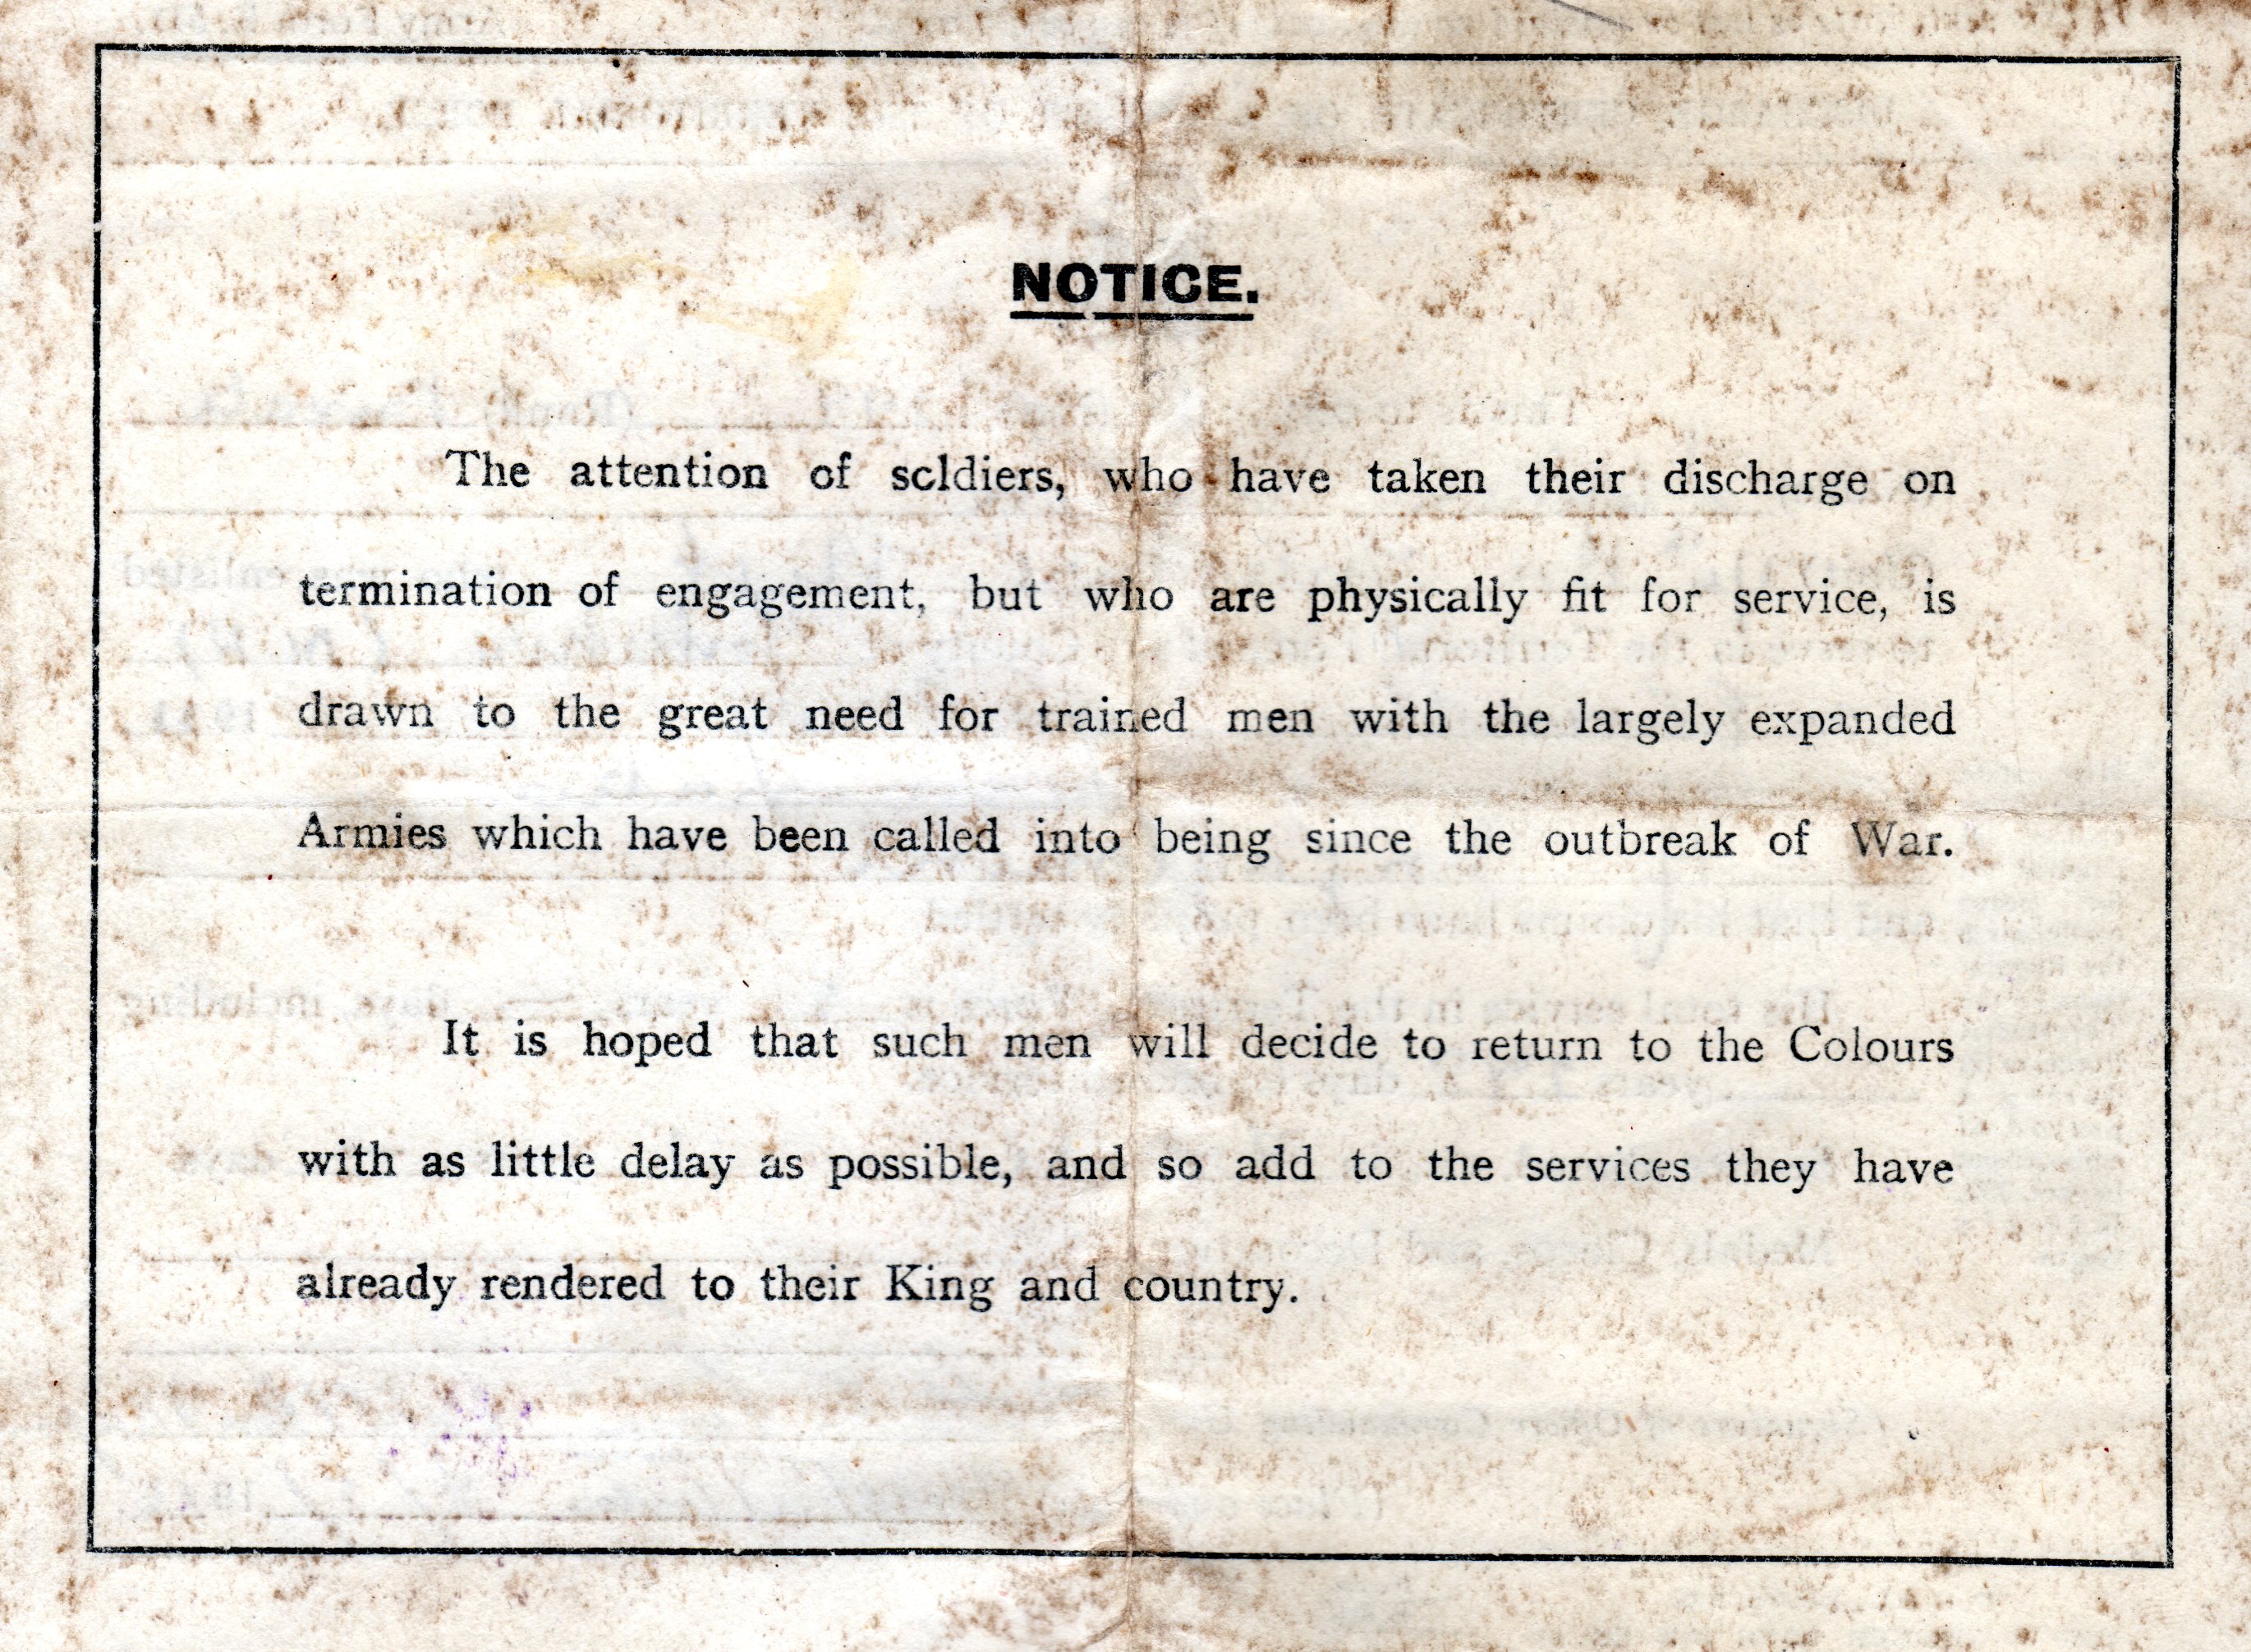 NOTICE.
The attention of soldiers, who have taken their discharge on
termination of engagement, but who are physically fit for service, is
drawn to the great need for trained men with the largely expanded
Armies which have been called into being since the outbreak of War.
It is hoped that such men will decide to return to the Colours
with as little delay as possible, and so add to the services they have
already rendered to their King and country.